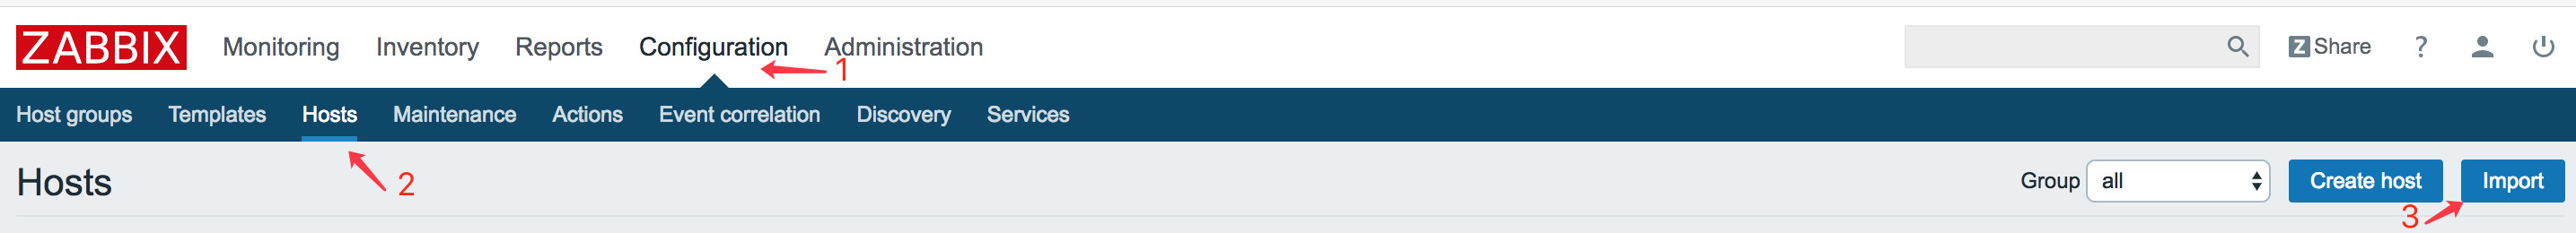 ZABBIX Monitoring Inventory Reports Configuration Administration Z Share ?
1
Host groups Templates Hosts Maintenance Actions Event correlation Discovery Services
Hosts Group all Create host Import
2
3